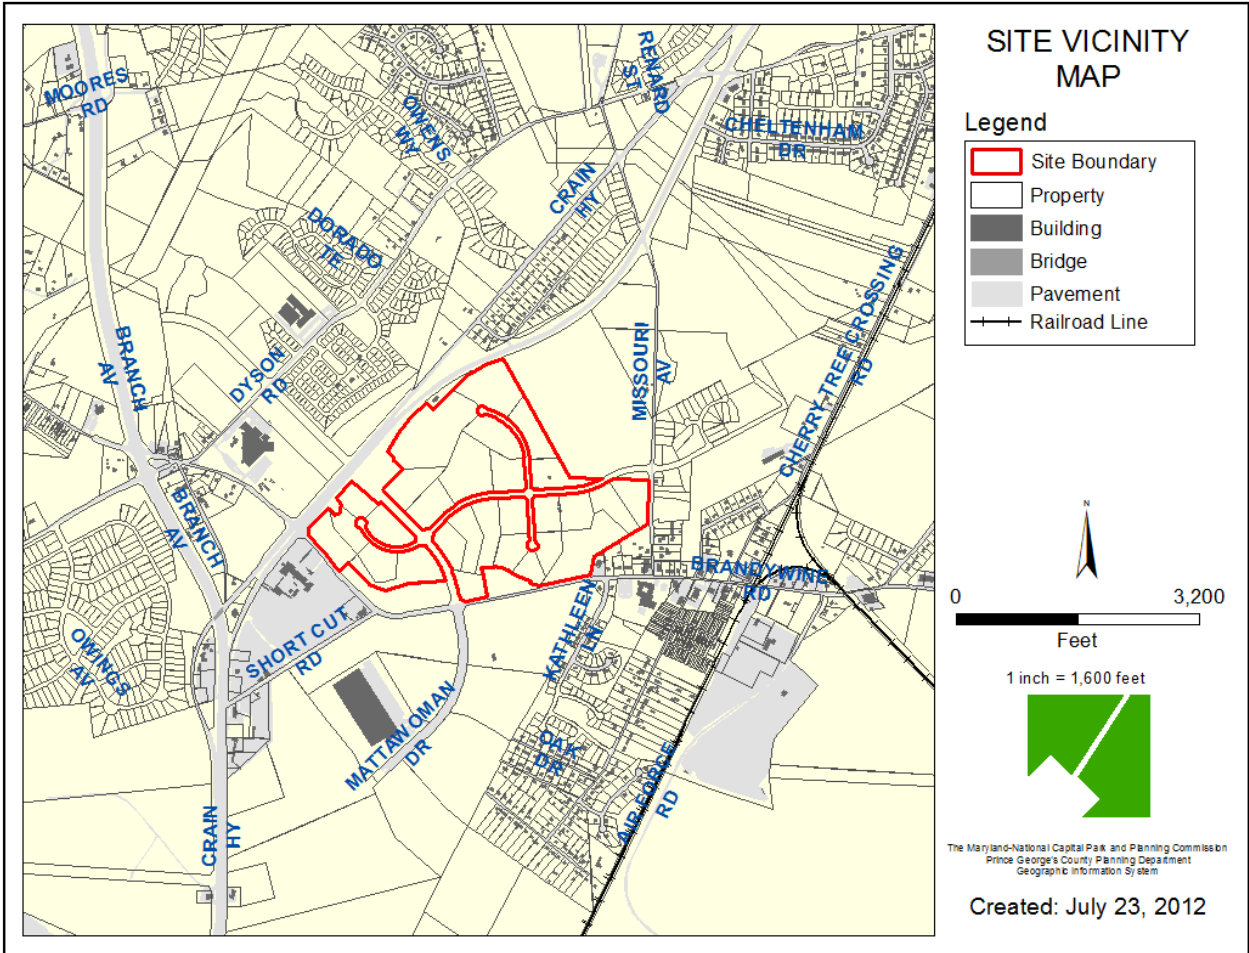 SITE VICINITY
MAP
Legend
Site Boundary
Property
Building
Bridge
Pavement
Railroad Line
N
0 3,200
Feet
1 inch = 1,600 feet
The Maryland-National Capital Park and Planning Commission
Prince George's County Planning Department
Geographic Information System
Created: July 23, 2012
MOORES
RD
OWENS
WY
RENARD
ST
CHELTENHAM
DR
CRAIN
HY
DORADO
TE
BRANCH
AV
DYSON
RD
MISSOURI
AV
CHERRY TREE CROSSING
RD
BRANCH
AV
BRANDYWINE
RD
OWINGS
AV
SHORT CUT
RD
KATHLEEN
LN
MATTAWOMAN
DR
OAK
DR
AIR FORCE
RD
CRAIN
HY